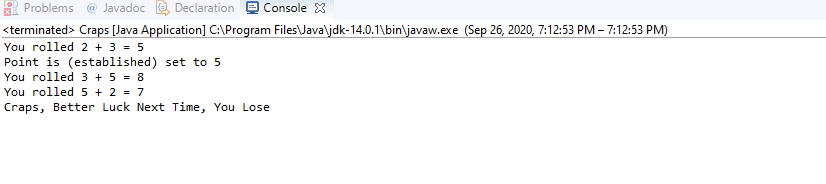 Problems @ Javadoc Declaration Console
<terminated> Craps [Java Application] C:\Program Files\Java\jdk-14.0.1\bin\javaw.exe (Sep 26, 2020, 7:12:53 PM – 7:12:53 PM)
You rolled 2 + 3 = 5
Point is (established) set to 5
You rolled 3 + 5 = 8
You rolled 5 + 2 = 7
Craps, Better Luck Next Time, You Lose